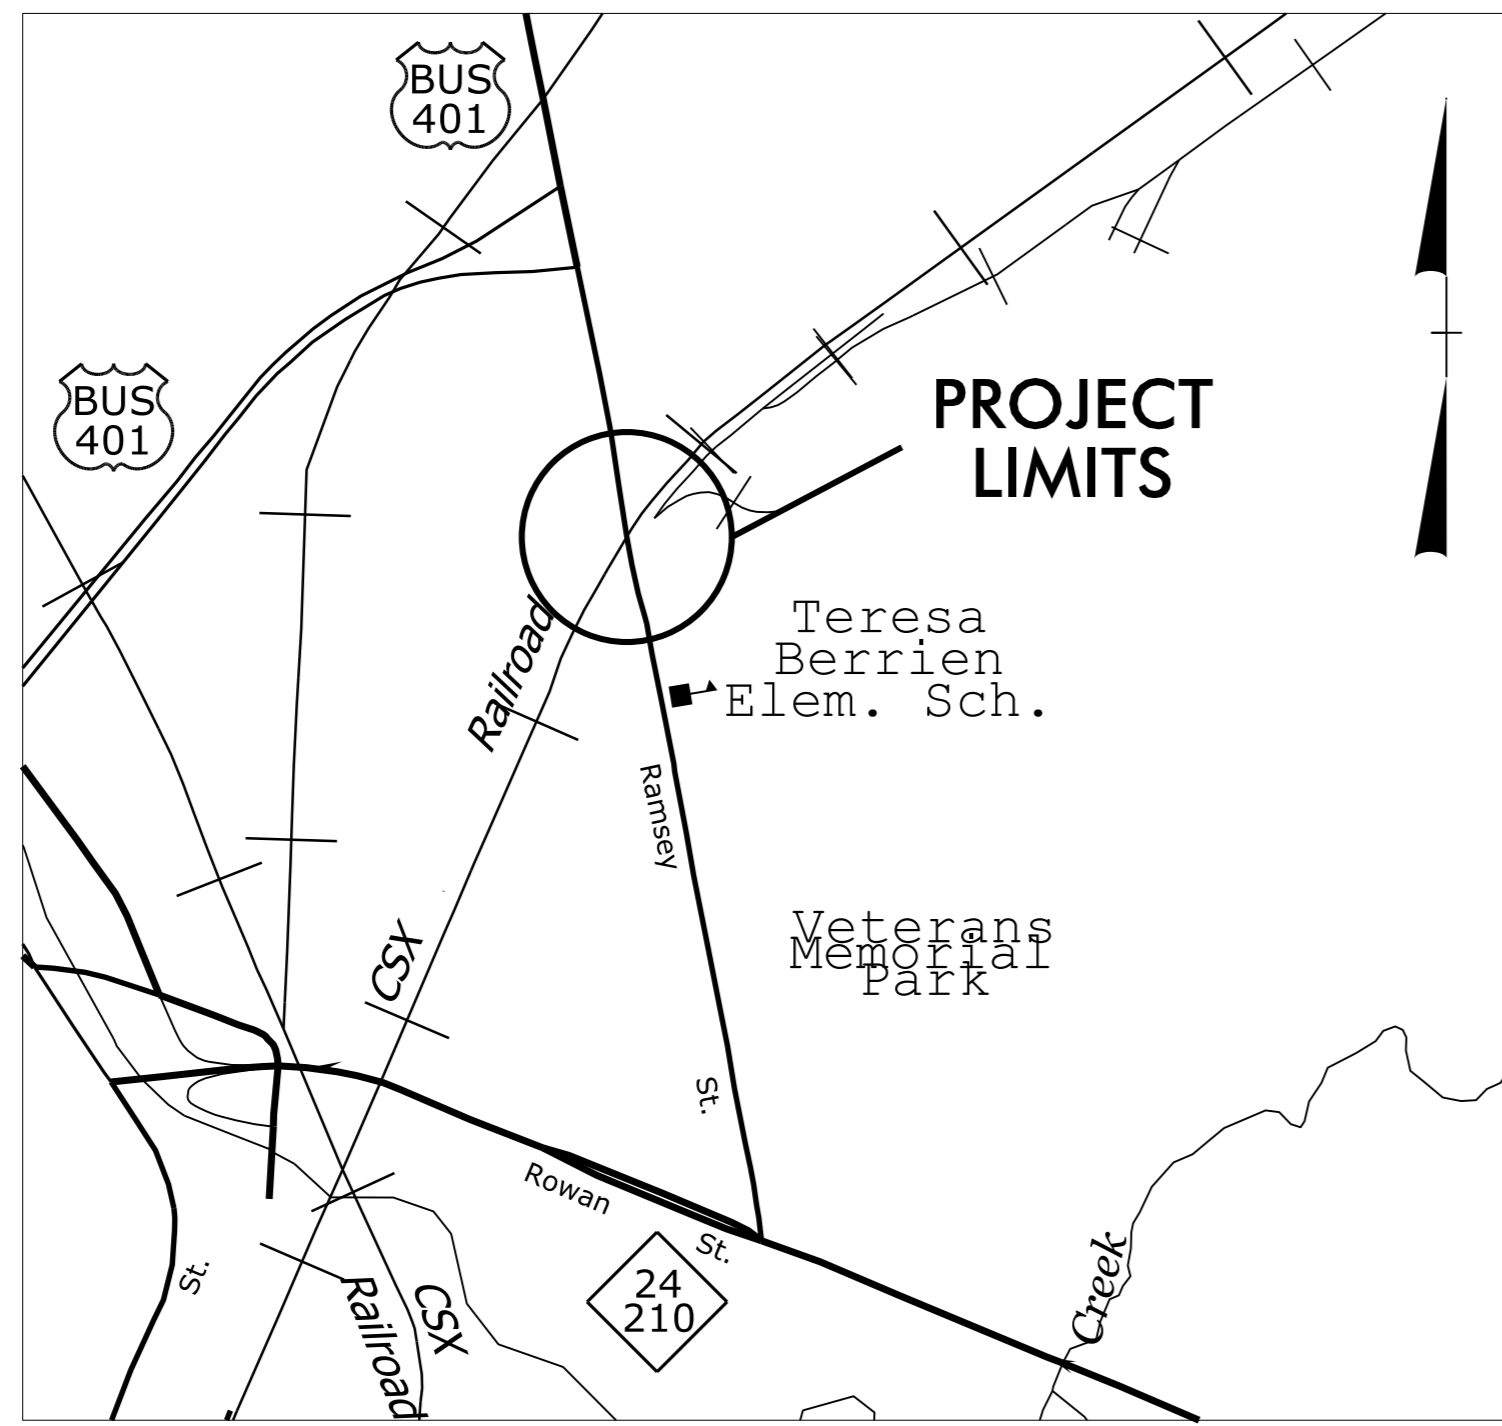 BUS
401
BUS
401
PROJECT
LIMITS
Teresa
Berrien
Elem. Sch.
Railroad
Ramsey
Veterans
Memorial
Park
CSX
St.
Rowan
St.
St.
24
210
Creek
CSX
Railroad